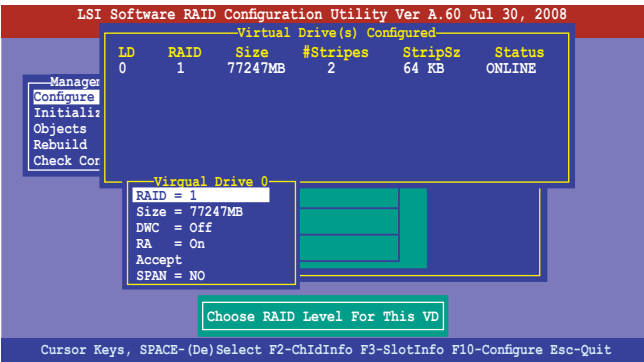 LSI Software RAID Configuration Utility Ver A.60 Jul 30, 2008
Virtual Drive(s) Configured
LD RAID Size #Stripes StripSz Status
0 1 77247MB 2 64 KB ONLINE
Managem
Configure
Initializ
Objects
Rebuild
Check Con
Virqual Drive 0
RAID = 1
Size = 77247MB
DWC = Off
RA = On
Accept
SPAN = NO
Choose RAID Level For This VD
Cursor Keys, SPACE-(De)Select F2-ChIdInfo F3-SlotInfo F10-Configure Esc-Quit